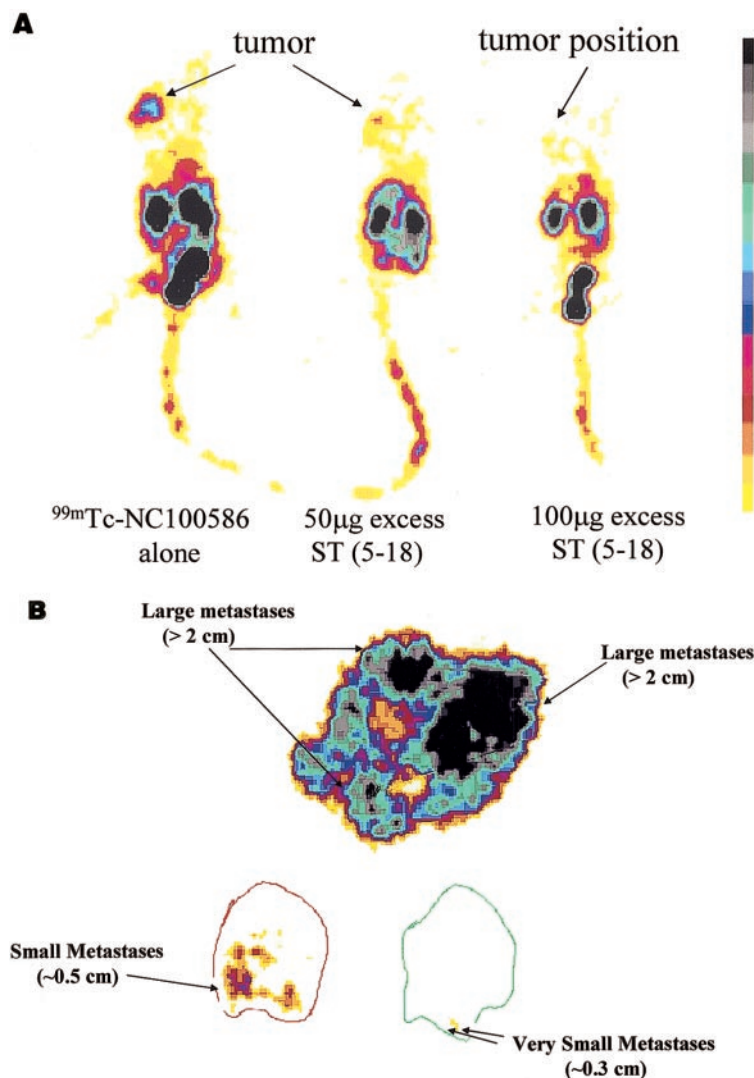 A
tumor
tumor position
99mTc-NC100586
alone
50μg excess
ST (5-18)
100μg excess
ST (5-18)
B
Large metastases
(> 2 cm)
Large metastases
(> 2 cm)
Small Metastases
(~0.5 cm)
Very Small Metastases
(~0.3 cm)